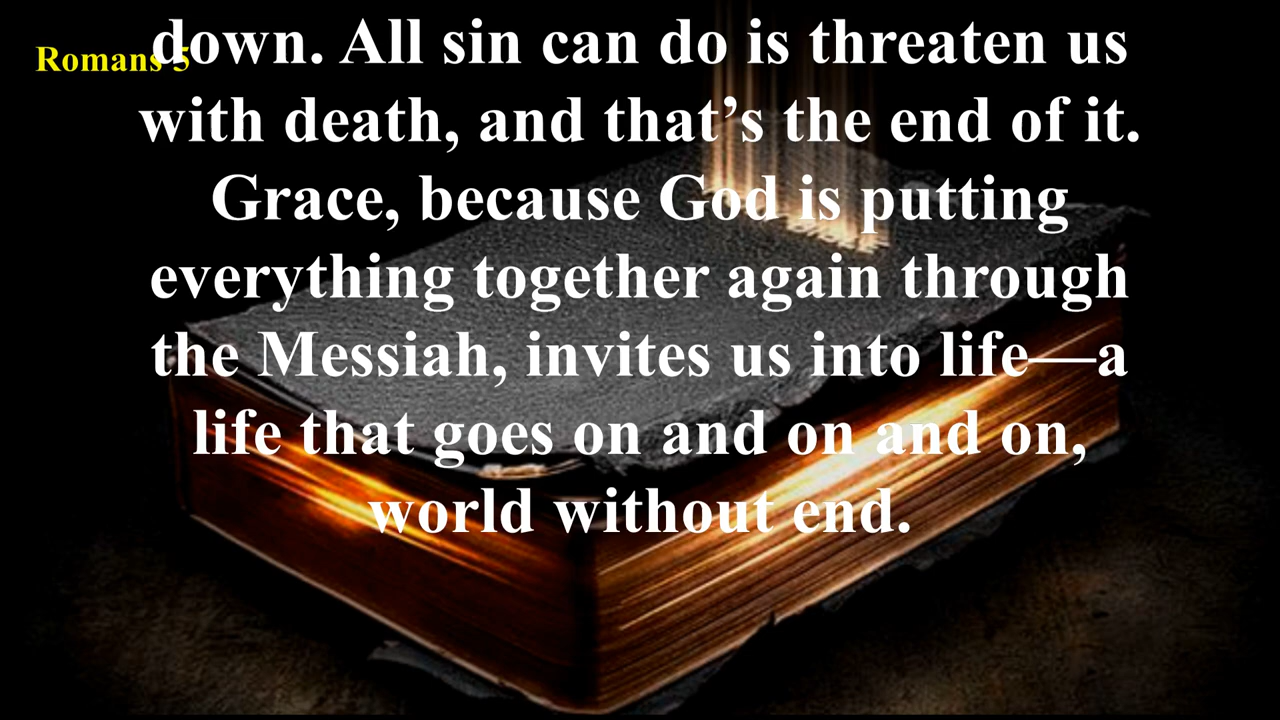 Romans 5
down. All sin can do is threaten us
with death, and that’s the end of it.
Grace, because God is putting
everything together again through
the Messiah, invites us into life—a
life that goes on and on and on,
world without end.